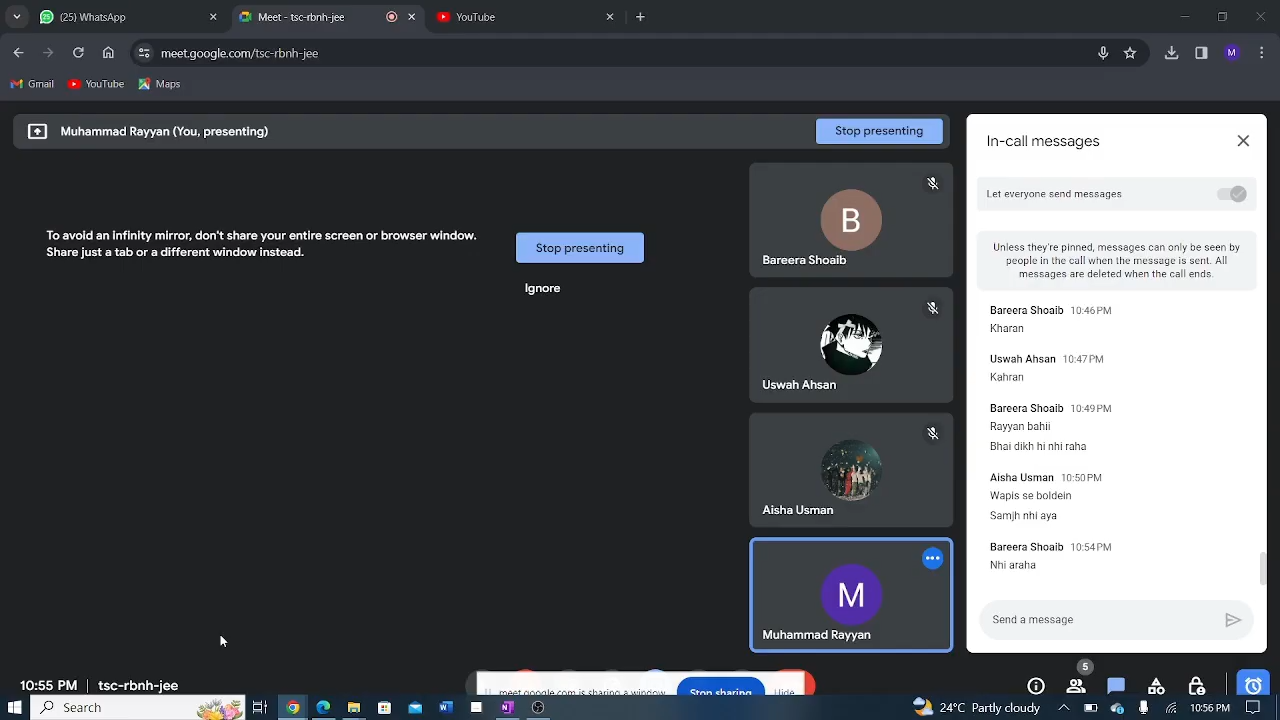 (25) WhatsApp
Meet - tsc-rbnh-jee
YouTube
meet.google.com/tsc-rbnh-jee
M
Gmail
YouTube
Maps
Muhammad Rayyan (You, presenting)
Stop presenting
To avoid an infinity mirror, don't share your entire screen or browser window.
Share just a tab or a different window instead.
Stop presenting
Ignore
B
Bareera Shoaib
Uswah Ahsan
Aisha Usman
M
Muhammad Rayyan
In-call messages
Let everyone send messages
Unless they're pinned, messages can only be seen by
people in the call when the message is sent. All
messages are deleted when the call ends.
Bareera Shoaib 10:46 PM
Kharan
Uswah Ahsan 10:47 PM
Kahran
Bareera Shoaib 10:49 PM
Rayyan bahii
Bhai dikh hi nhi raha
Aisha Usman 10:50 PM
Wapis se boldein
Samjh nhi aya
Bareera Shoaib 10:54 PM
Nhi araha
Send a message
5
10:55 PM | tsc-rbnh-jee
meet.google.com is sharing a window.
Stop sharing
Hide
Search
24°C Partly cloudy
10:56 PM